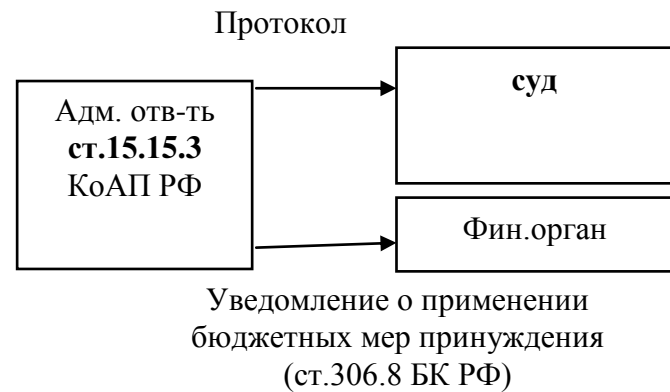 Протокол
Адм. отв-ть
ст.15.15.3
КоАП РФ
суд
Фин.орган
Уведомление о применении
бюджетных мер принуждения
(ст.306.8 БК РФ)